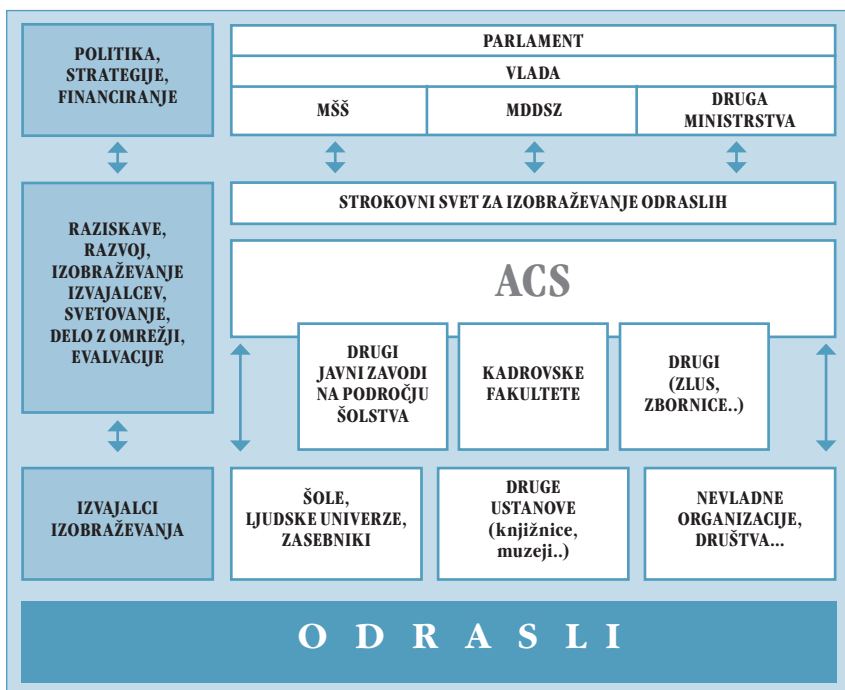 POLITIKA,
STRATEGIJE,
FINANCIRANJE
PARLAMENT
VLADA
MŠŠ
MDDSZ
DRUGA
MINISTRSTVA
RAZISKAVE,
RAZVOJ,
IZOBRAŽEVANJE
IZVAJALCEV,
SVETOVANJE,
DELO Z OMREŽJI,
EVALVACIJE
STROKOVNI SVET ZA IZOBRAŽEVANJE ODRASLIH
ACS
DRUGI
JAVNI ZAVODI
NA PODROČJU
ŠOLSTVA
KADROVSKE
FAKULTETE
DRUGI
(ZLUS,
ZBORNICE..)
IZVAJALCI
IZOBRAŽEVANJA
ŠOLE,
LJUDSKE UNIVERZE,
ZASEBNIKI
DRUGE
USTANOVE
(knjižnice,
muzeji..)
NEVLADNE
ORGANIZACIJE,
DRUŠTVA...
O D R A S L I